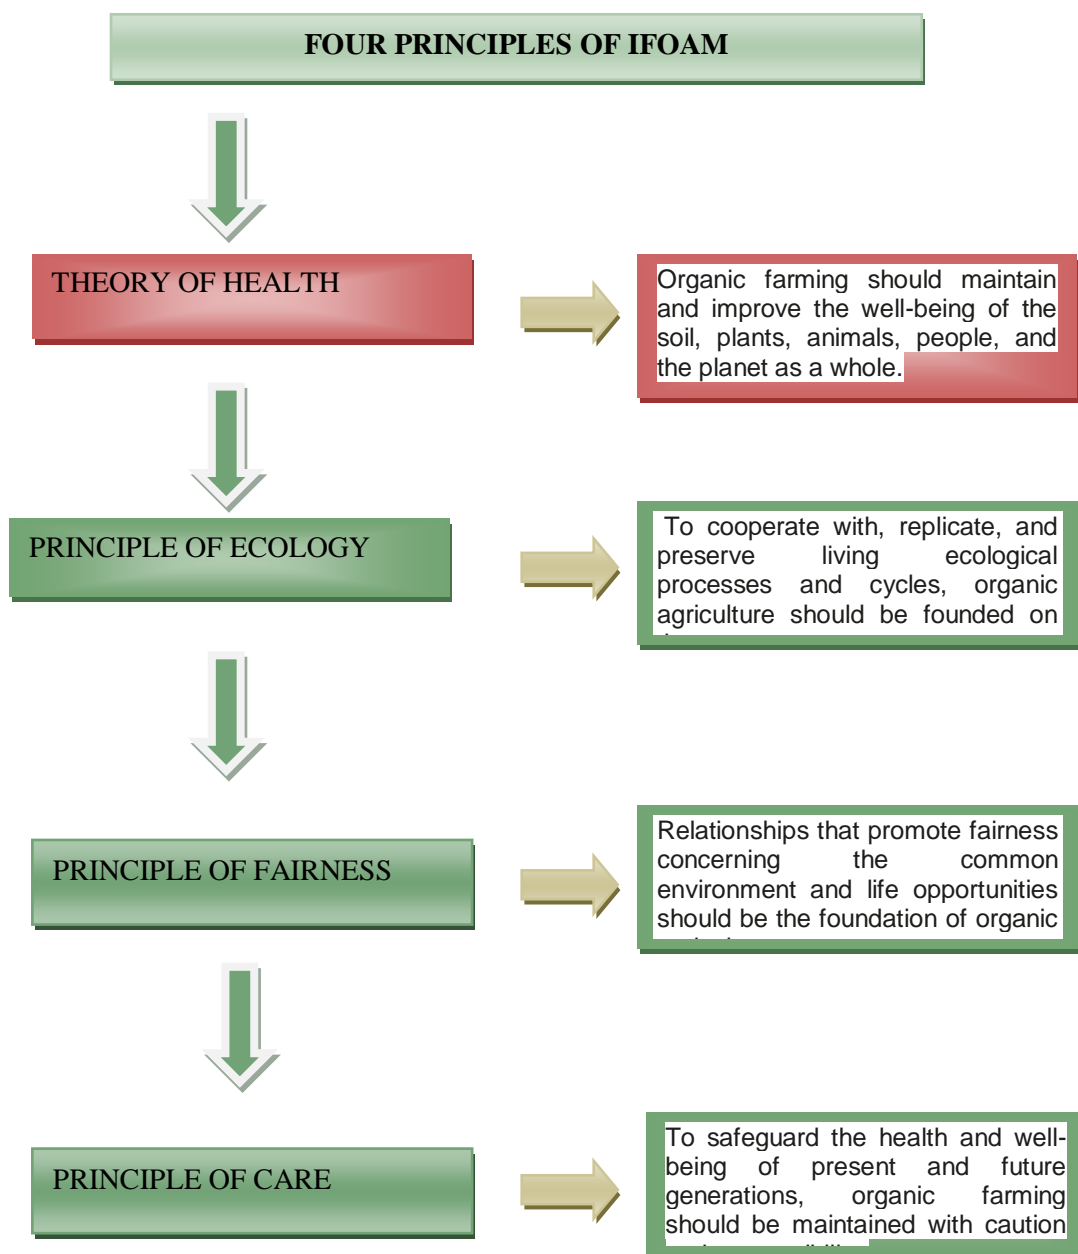 FOUR PRINCIPLES OF IFOAM
THEORY OF HEALTH
Organic farming should maintain
and improve the well-being of the
soil, plants, animals, people, and
the planet as a whole.
PRINCIPLE OF ECOLOGY
To cooperate with, replicate, and
preserve living ecological
processes and cycles, organic
agriculture should be founded on
PRINCIPLE OF FAIRNESS
Relationships that promote fairness
concerning the common
environment and life opportunities
should be the foundation of organic
PRINCIPLE OF CARE
To safeguard the health and well-
being of present and future
generations, organic farming
should be maintained with caution